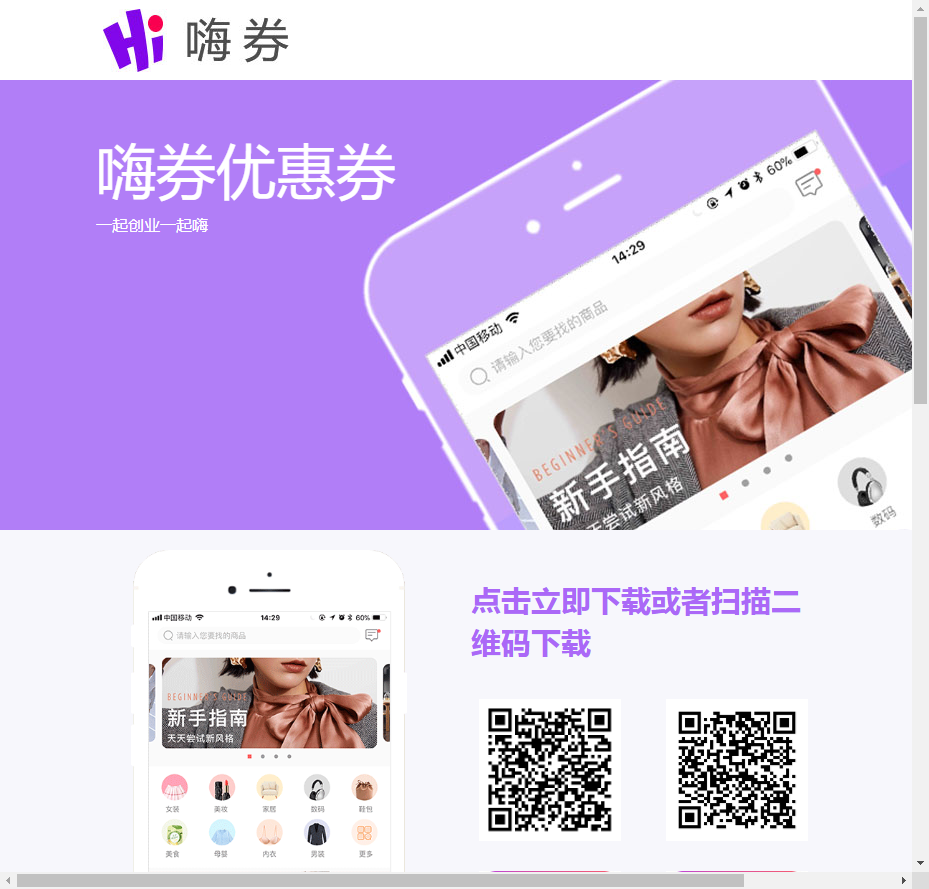 Hi 嗨券
嗨券优惠券
一起创业一起嗨
中国移动 14:29 60%
请输入您要找的商品
BEGINNER'S GUIDE
新手指南
天天尝试新风格
数码
点击立即下载或者扫描二
维码下载
中国移动 14:29 60%
请输入您要找的商品
BEGINNER'S GUIDE
新手指南
天天尝试新风格
女装 美妆 家居 数码 鞋包
美食 母婴 内衣 男装 更多